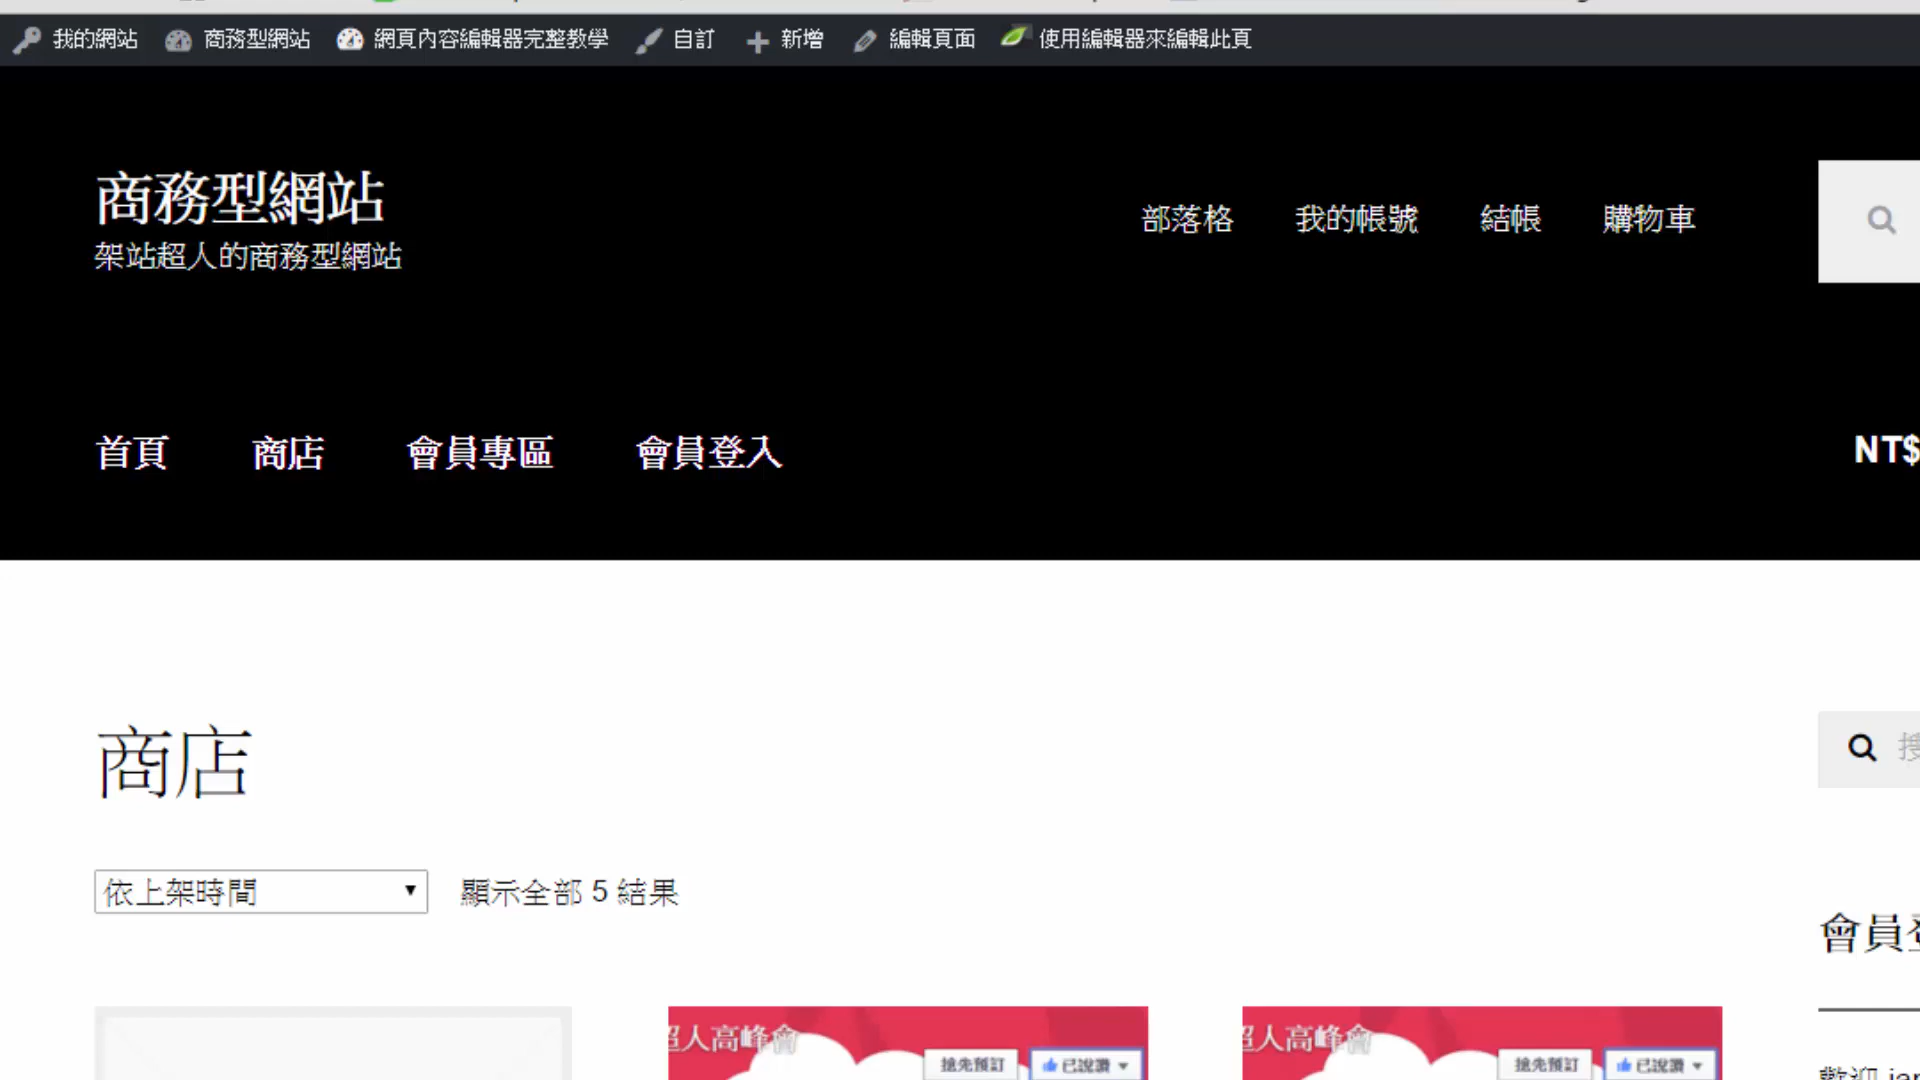 我的網站 商務型網站 網頁內容編輯器完整教學 自訂 新增 編輯頁面 使用編輯器來編輯此頁
商務型網站
架站超人的商務型網站
部落格 我的帳號 結帳 購物車
首頁 商店 會員專區 會員登入
NT$
商店
依上架時間 顯示全部 5 結果
會員
超人高峰會 超人高峰會
搶先預訂 已說讚 搶先預訂 已說讚
歡迎